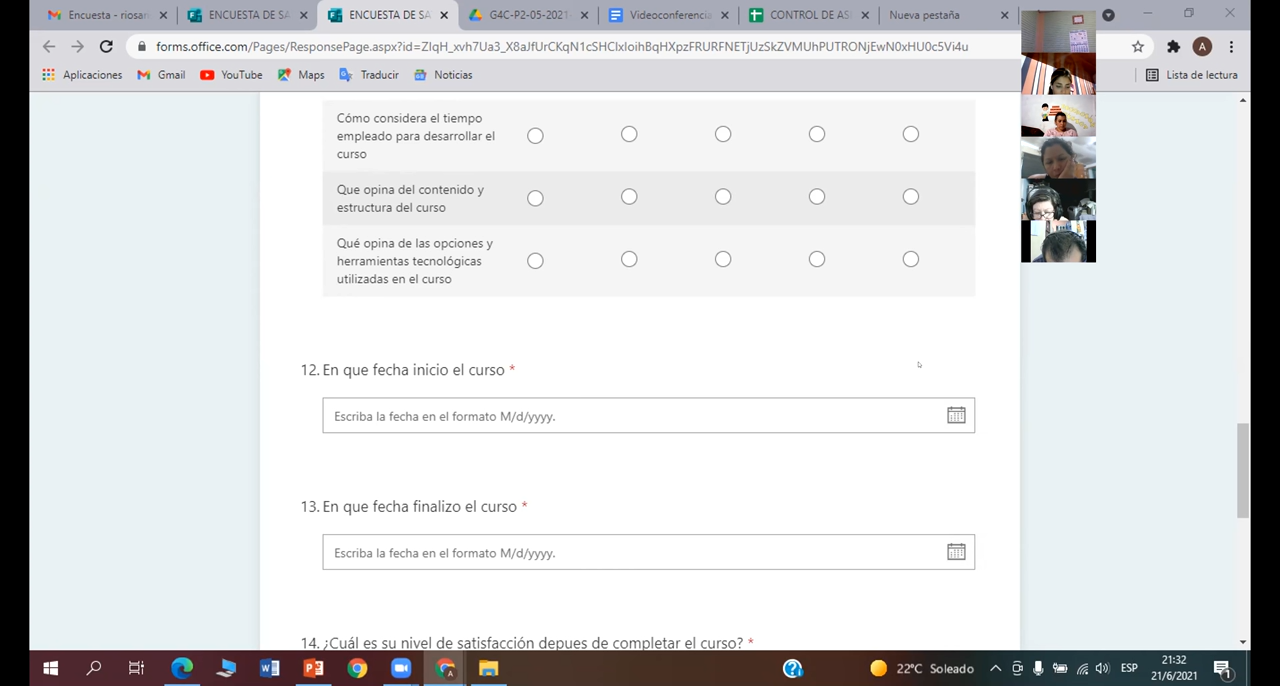 Encuesta - riosar
ENCUESTA DE SA
ENCUESTA DE SA
G4C-P2-05-2021-
Videoconferencia
CONTROL DE AS
Nueva pestaña
forms.office.com/Pages/ResponsePage.aspx?id=ZIqH_xvh7Ua3_X8aJfUrCKqN1cSHClxIoihBqHXpzFRURFNETjUzSkZVMUhPUTRONjEwN0xHU0c5Vi4u
A
Aplicaciones
Gmail
YouTube
Maps
Traducir
Noticias
Lista de lectura
Cómo considera el tiempo
empleado para desarrollar el
curso
Que opina del contenido y
estructura del curso
Qué opina de las opciones y
herramientas tecnológicas
utilizadas en el curso
12. En que fecha inicio el curso *
Escriba la fecha en el formato M/d/yyyy.
13. En que fecha finalizo el curso *
Escriba la fecha en el formato M/d/yyyy.
14. ¿Cuál es su nivel de satisfacción depues de completar el curso? *
22°C Soleado
ESP
21:32
21/6/2021
1